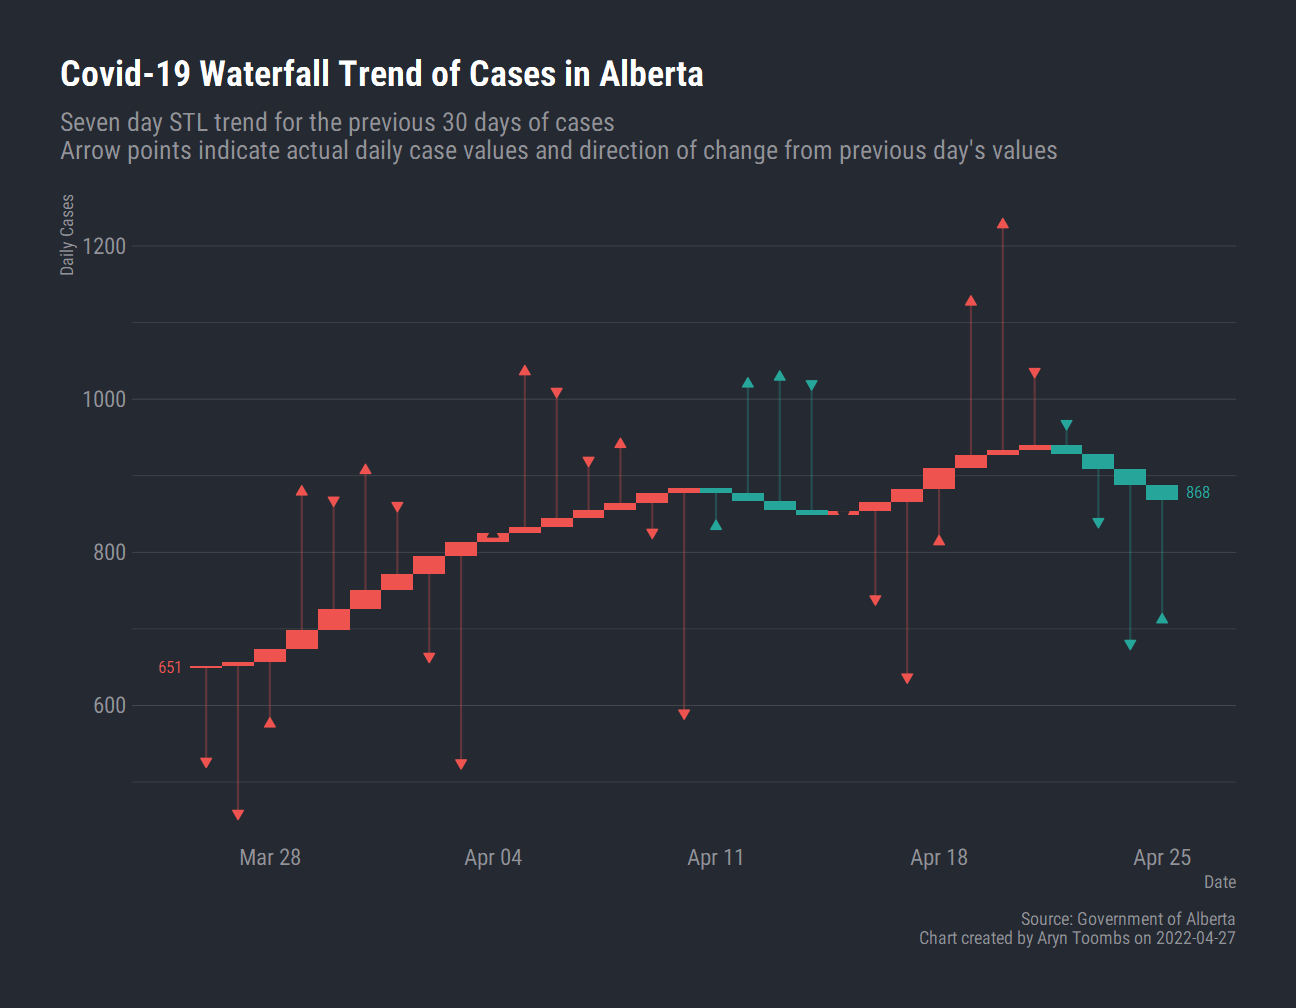 Covid-19 Waterfall Trend of Cases in Alberta
Seven day STL trend for the previous 30 days of cases
Arrow points indicate actual daily case values and direction of change from previous day's values
Daily Cases
1200
1000
800
600
651
868
Mar 28
Apr 04
Apr 11
Apr 18
Apr 25
Date
Source: Government of Alberta
Chart created by Aryn Toombs on 2022-04-27